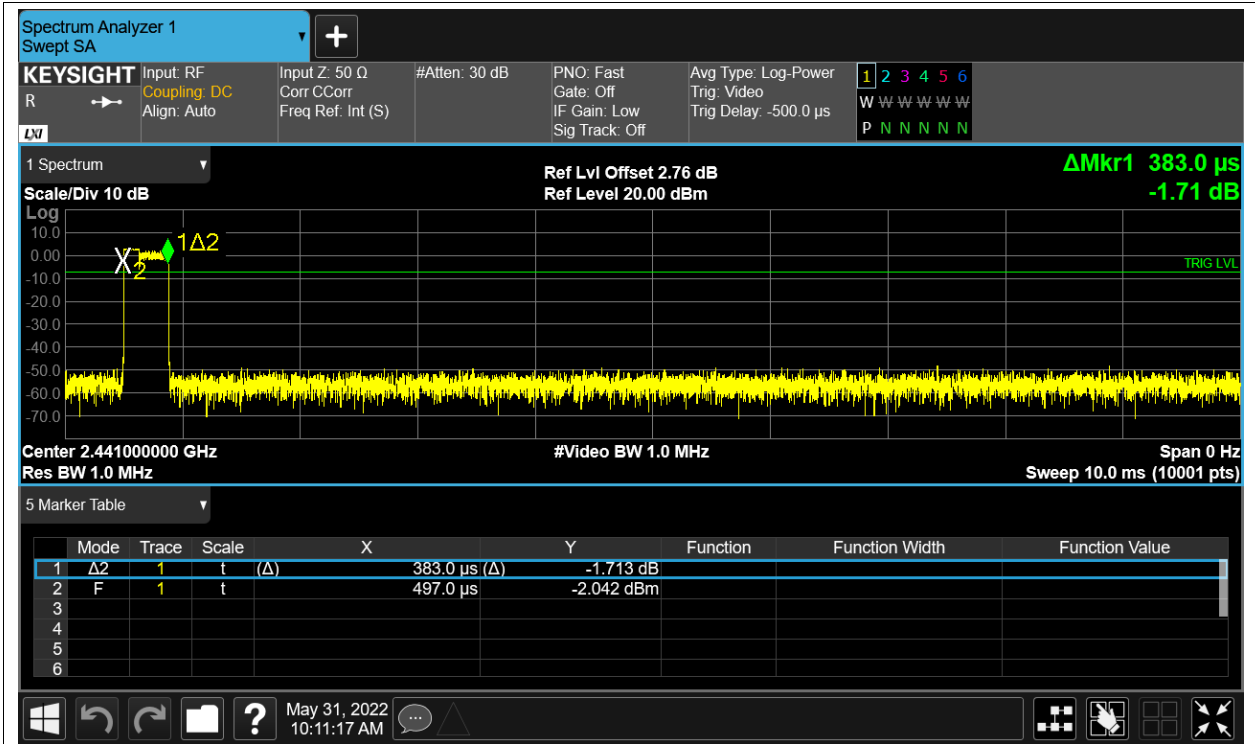 Spectrum Analyzer 1
Swept SA
+
KEYSIGHT Input: RF Input Z: 50 Ω #Atten: 30 dB PNO: Fast Avg Type: Log-Power 1 2 3 4 5 6
R Coupling: DC Corr CCorr Gate: Off Trig: Video W W W W W W
Align: Auto Freq Ref: Int (S) IF Gain: Low Trig Delay: -500.0 µs
LXI Sig Track: Off P N N N N N
1 Spectrum Ref Lvl Offset 2.76 dB ΔMkr1 383.0 µs
Scale/Div 10 dB Ref Level 20.00 dBm -1.71 dB
Log
10.0
1Δ2
0.00
X 2
TRIG LVL
-10.0
-20.0
-30.0
-40.0
-50.0
-60.0
-70.0
Center 2.441000000 GHz #Video BW 1.0 MHz Span 0 Hz
Res BW 1.0 MHz Sweep 10.0 ms (10001 pts)
5 Marker Table
Mode Trace Scale X Y Function Function Width Function Value
1 Δ2 1 t (Δ) 383.0 µs (Δ) -1.713 dB
2 F 1 t 497.0 µs -2.042 dBm
3
4
5
6
? May 31, 2022
10:11:17 AM